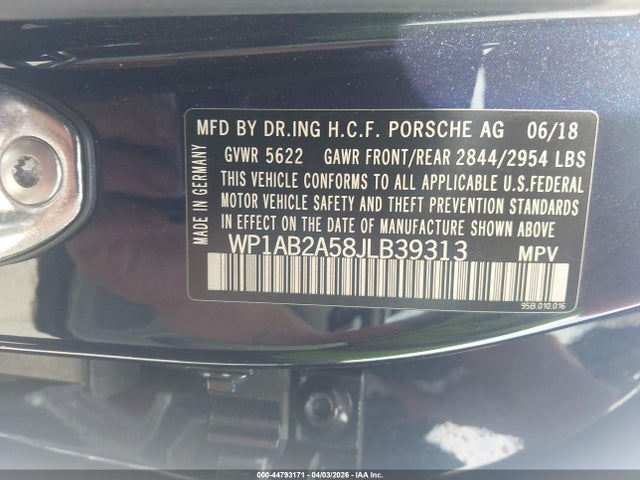 MFD BY DR.ING H.C.F. PORSCHE AG 06/18
GVWR 5622 GAWR FRONT/REAR 2844/2954 LBS
THIS VEHICLE CONFORMS TO ALL APPLICABLE U.S.FEDERAL
MOTOR VEHICLE SAFETY AND THEFT PREVENTION STANDARDS
IN EFFECT ON THE DATE OF MANUFACTURE SHOWN ABOVE
WP1AB2A58JLB39313 MPV
95B.010.016
MADE IN GERMANY
000-44793171 - 04/03/2026 - IAA Inc.